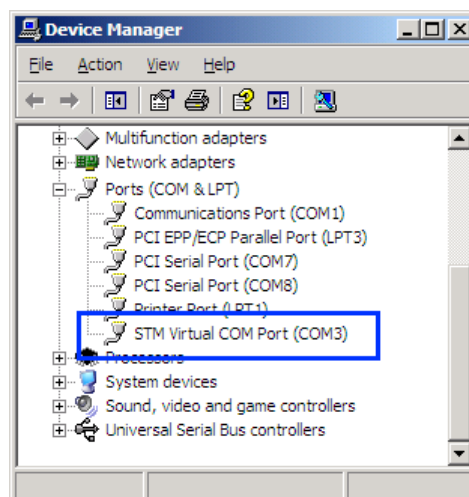 Device Manager
File Action View Help
Multifunction adapters
Network adapters
Ports (COM & LPT)
Communications Port (COM1)
PCI EPP/ECP Parallel Port (LPT3)
PCI Serial Port (COM7)
PCI Serial Port (COM8)
Printer Port (LPT1)
STM Virtual COM Port (COM3)
Processors
System devices
Sound, video and game controllers
Universal Serial Bus controllers